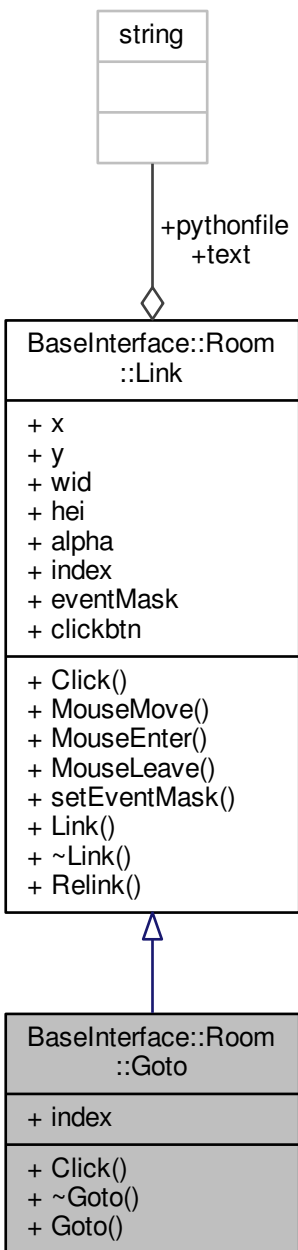 string
+pythonfile
+text
BaseInterface::Room
::Link
+ x
+ y
+ wid
+ hei
+ alpha
+ index
+ eventMask
+ clickbtn
+ Click()
+ MouseMove()
+ MouseEnter()
+ MouseLeave()
+ setEventMask()
+ Link()
+ ~Link()
+ Relink()
BaseInterface::Room
::Goto
+ index
+ Click()
+ ~Goto()
+ Goto()